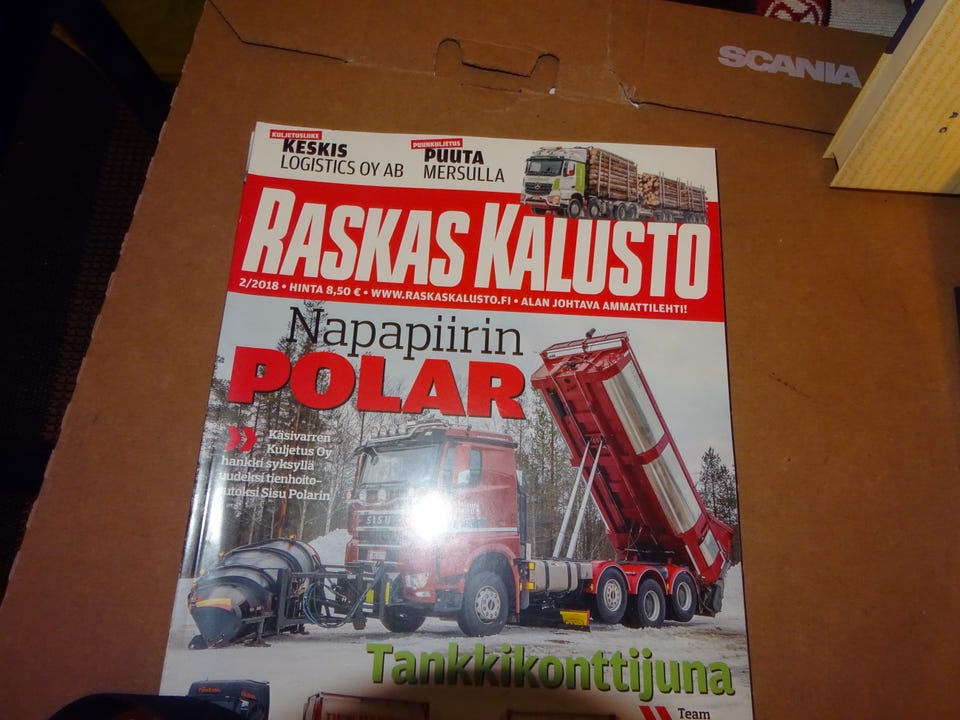 SCANIA
KULJETUSLIIKE
KESKIS
LOGISTICS OY AB
PUUNKULJETUS
PUUTA
MERSULLA
RASKAS KALUSTO
2/2018 • HINTA 8,50 € • WWW.RASKASKALUSTO.FI • ALAN JOHTAVA AMMATTILEHTI!
Napapiirin
POLAR
Käsivarren
Kuljetus Oy
hankki syksyllä
uudeksi tienhoito-
autoksi Sisu Polarin
SISU
Tankkikonttijuna
Team